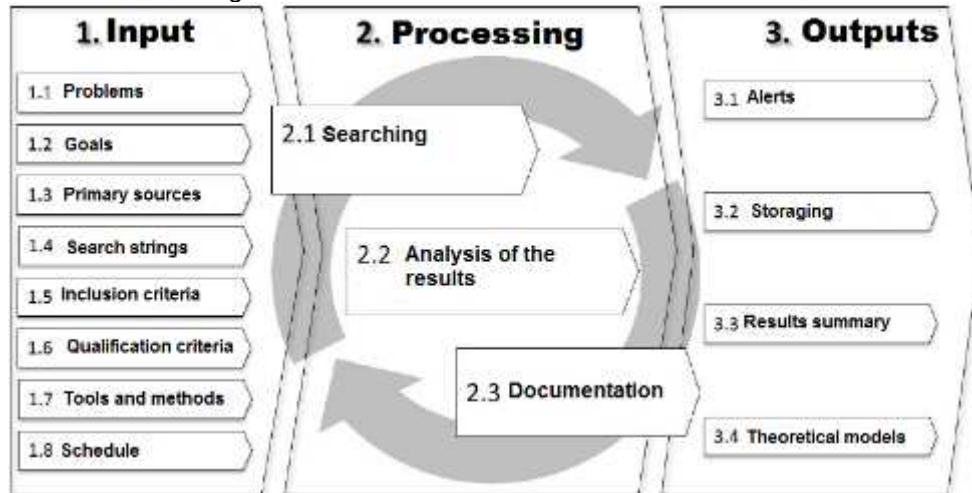 1. Input
1.1 Problems
1.2 Goals
1.3 Primary sources
1.4 Search strings
1.5 Inclusion criteria
1.6 Qualification criteria
1.7 Tools and methods
1.8 Schedule
2. Processing
2.1 Searching
2.2 Analysis of the
results
2.3 Documentation
3. Outputs
3.1 Alerts
3.2 Storaging
3.3 Results summary
3.4 Theoretical models